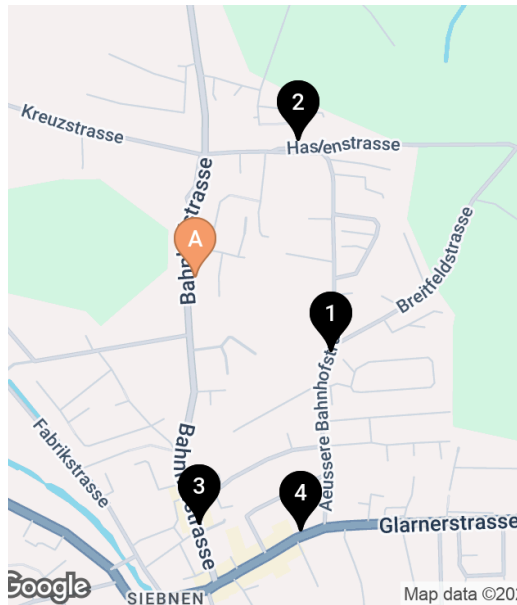 2
Kreuzstrasse
Haslenstrasse
Bahnhofstrasse
A
Breitfeldstrasse
1
Aeussere Bahnhofstr
Fabrikstrasse
Bahnhofstrasse
3
4
Glarnerstrasse
Google
SIEBNEN
Map data ©202